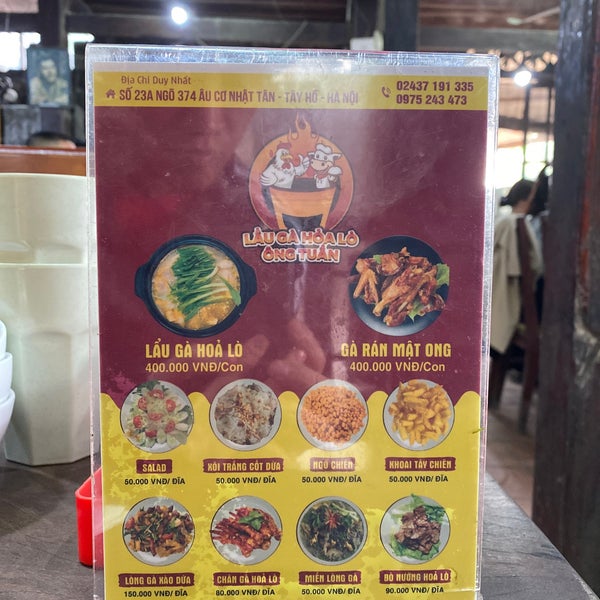 Địa Chỉ Duy Nhất
SỐ 23A NGÕ 374 ÂU CƠ NHẬT TÂN - TÂY HỒ - HÀ NỘI
02437 191 335
0975 243 473
LẨU GÀ HỎA LÒ
ÔNG TUẤN
LẨU GÀ HOẢ LÒ
400.000 VNĐ/Con
GÀ RÁN MẬT ONG
400.000 VNĐ/Con
SALAD
50.000 VNĐ/ ĐĨA
XÔI TRẮNG CỐT DỪA
50.000 VNĐ/ ĐĨA
NGÔ CHIÊN
50.000 VNĐ/ ĐĨA
KHOAI TÂY CHIÊN
50.000 VNĐ/ ĐĨA
LÒNG GÀ XÀO DỨA
150.000 VNĐ/ ĐĨA
CHÂN GÀ HOẢ LÒ
80.000 VNĐ/ ĐĨA
MIẾN LÒNG GÀ
50.000 VNĐ/ ĐĨA
BÒ NƯỚNG HOẢ LÒ
90.000 VNĐ/ ĐĨA